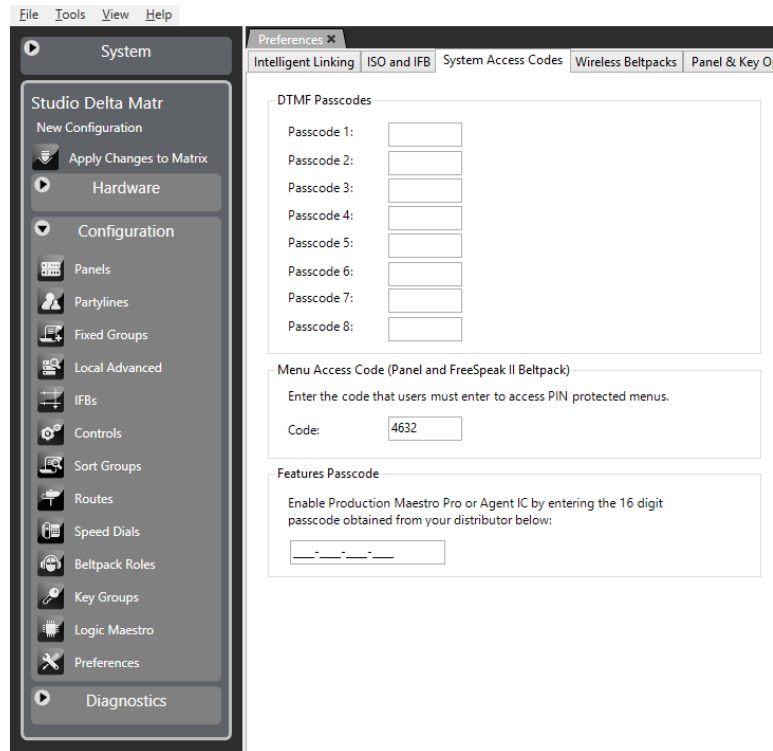 File Tools View Help
System
Studio Delta Matr
New Configuration
Apply Changes to Matrix
Hardware
Configuration
Panels
Partylines
Fixed Groups
Local Advanced
IFBs
Controls
Sort Groups
Routes
Speed Dials
Beltpack Roles
Key Groups
Logic Maestro
Preferences
Diagnostics
Preferences
Intelligent Linking ISO and IFB System Access Codes Wireless Beltpacks Panel & Key Op
DTMF Passcodes
Passcode 1:
Passcode 2:
Passcode 3:
Passcode 4:
Passcode 5:
Passcode 6:
Passcode 7:
Passcode 8:
Menu Access Code (Panel and FreeSpeak II Beltpack)
Enter the code that users must enter to access PIN protected menus.
Code: 4632
Features Passcode
Enable Production Maestro Pro or Agent IC by entering the 16 digit
passcode obtained from your distributor below:
___-___-___-___